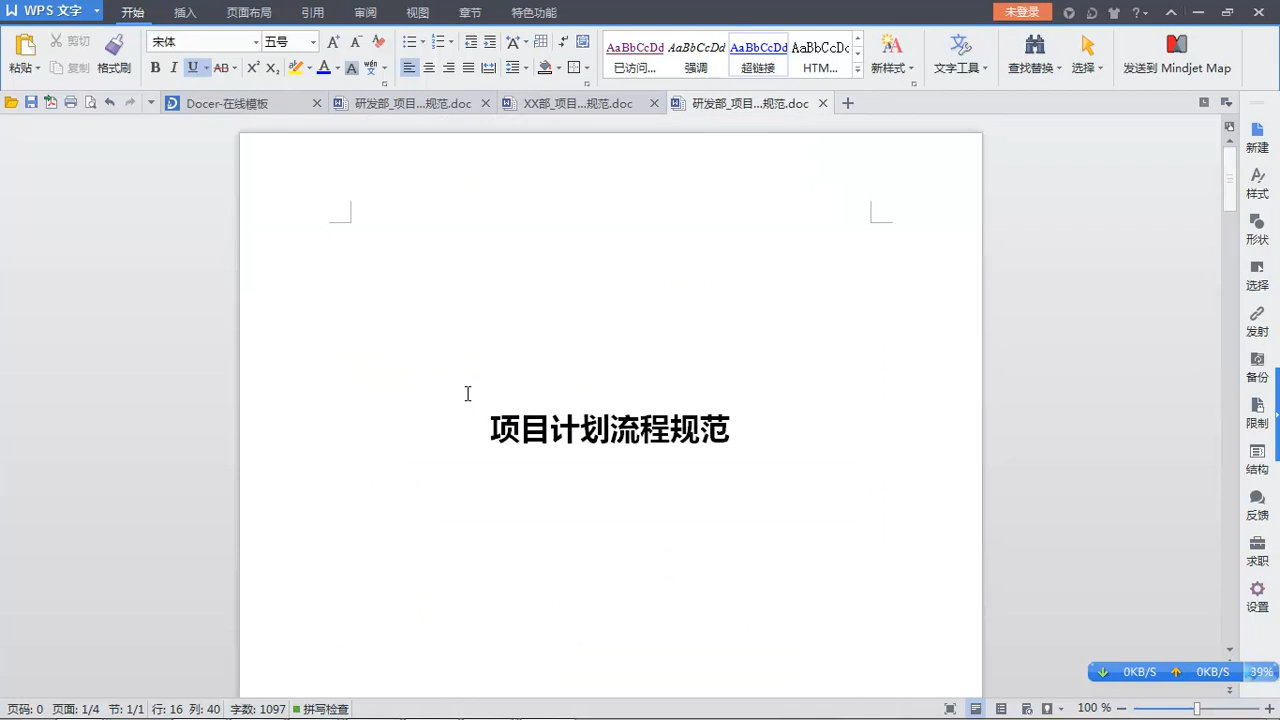 WPS 文字 开始 插入 页面布局 引用 审阅 视图 章节 特色功能 未登录
粘贴 剪切 复制 格式刷
宋体 五号
B I U AB X² X₂ A A
AaBbCcDd AaBbCcDd AaBbCcDd AaBbCcDc
已访问... 强调 超链接 HTM...
新样式 文字工具 查找替换 选择 发送到 Mindjet Map
Docer-在线模板 研发部_项目...规范.doc XX部_项目...规范.doc 研发部_项目...规范.doc
项目计划流程规范
新建
样式
形状
选择
发射
备份
限制
结构
反馈
求职
设置
0KB/S 0KB/S 39%
页码: 0 页面: 1/4 节: 1/1 行: 16 列: 40 字数: 1097 拼写检查 100 %